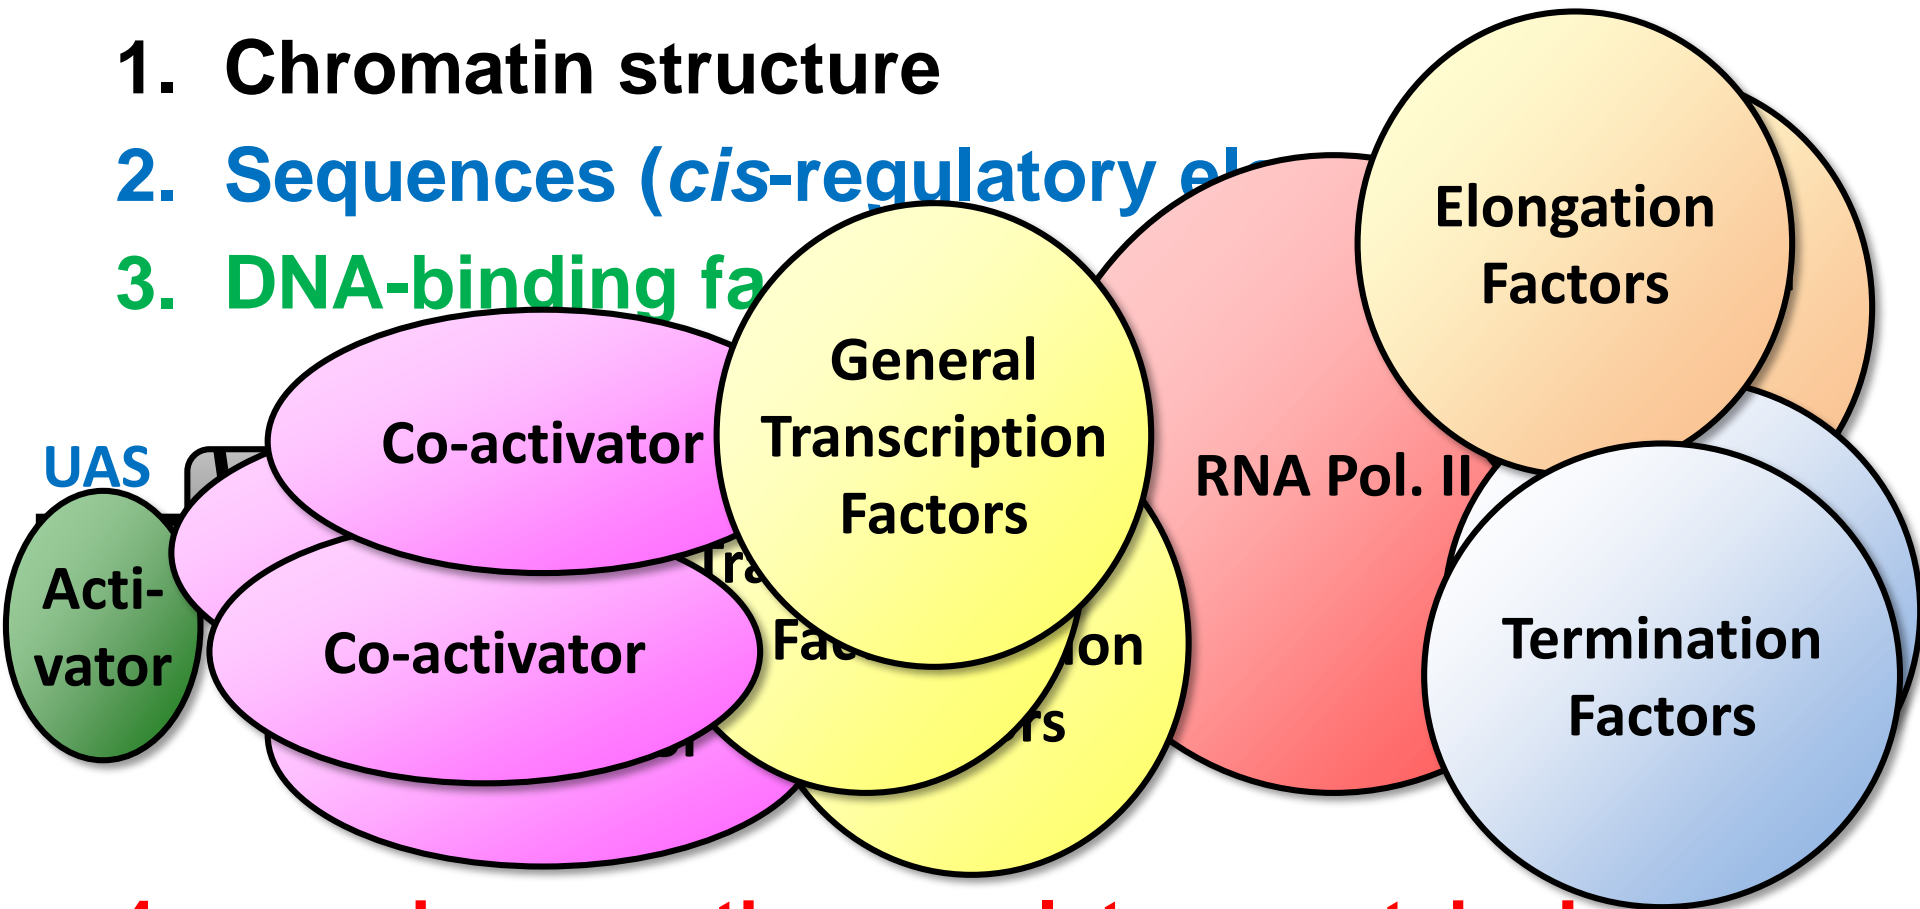 1. Chromatin structure
2. Sequences (cis-regulatory
3. DNA-binding
Elongation
Factors
General
Transcription
Factors
Co-activator
RNA Pol. II
UAS
Acti-
vator
Co-activator
Termination
Factors